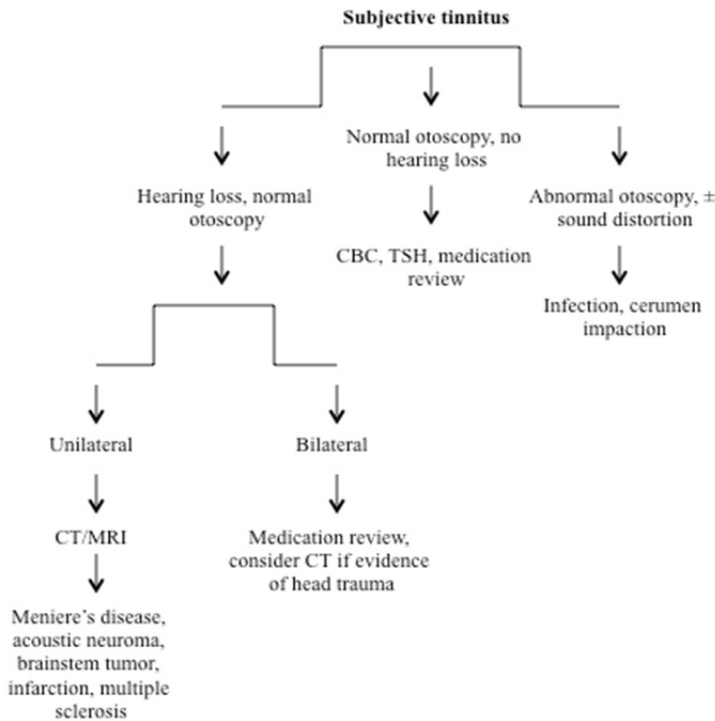 Subjective tinnitus
Normal otoscopy, no
hearing loss
Hearing loss, normal
otoscopy
Abnormal otoscopy, ±
sound distortion
CBC, TSH, medication
review
Infection, cerumen
impaction
Unilateral
Bilateral
CT/MRI
Medication review,
consider CT if evidence
of head trauma
Meniere’s disease,
acoustic neuroma,
brainstem tumor,
infarction, multiple
sclerosis